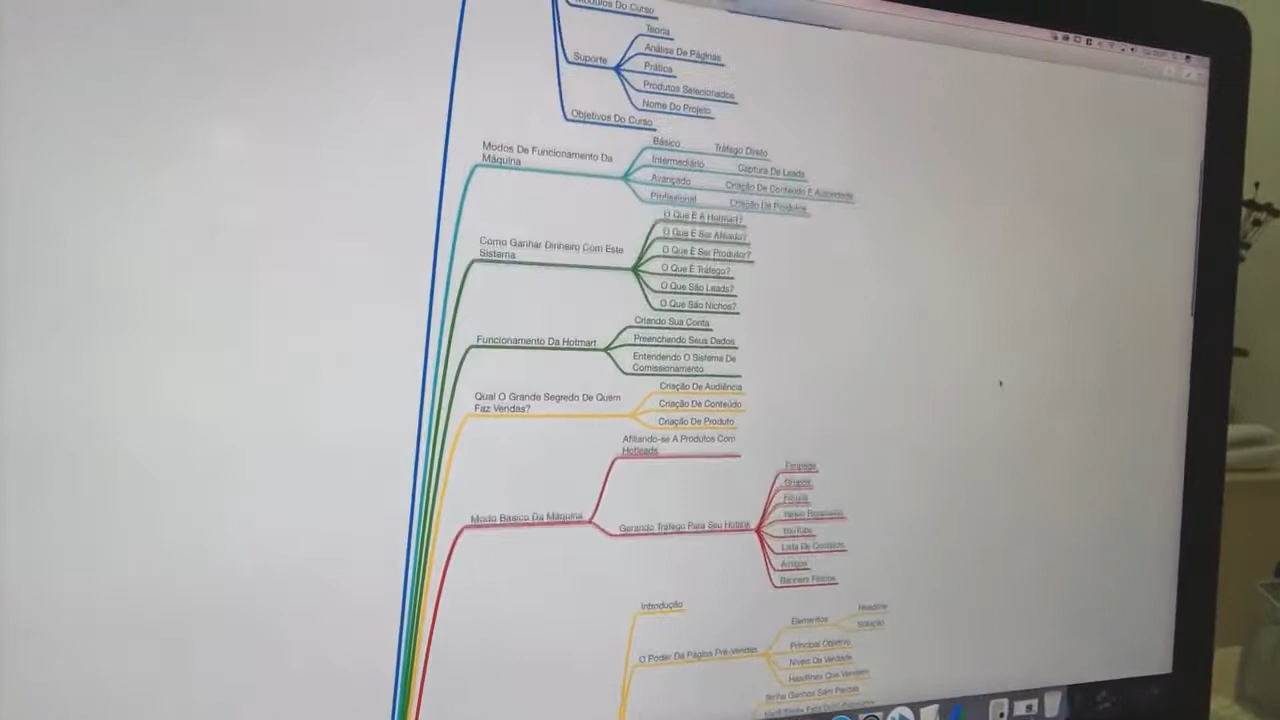 Módulos Do Curso
Teoria
Análise De Páginas
Suporte
Prática
Produtos Selecionados
Nome Do Projeto
Objetivos Do Curso
Modos De Funcionamento Da
Máquina
Básico
Tráfego Direto
Intermediário
Captura De Leads
Avançado
Criação De Conteúdo E Autoridade
Profissional
Criação De Produtos
Como Ganhar Dinheiro Com Este
Sistema
O Que É A Hotmart?
O Que É Ser Afiliado?
O Que É Ser Produtor?
O Que É Tráfego?
O Que São Leads?
O Que São Nichos?
Funcionamento Da Hotmart
Criando Sua Conta
Preenchando Seus Dados
Entendendo O Sistema De
Comissionamento
Qual O Grande Segredo De Quem
Faz Vendas?
Criação De Audiência
Criação De Conteúdo
Criação De Produto
Modo Básico Da Máquina
Afiliando-se A Produtos Com
Hotleads
Gerando Tráfego Para Seu Hotlink
Fanpage
Grupos
Fóruns
YouTube
Lista De Contatos
Amigos
Banners Físicos
Introdução
O Poder Da Página Pré-Vendas
Elementos
Headline
Solução
Principal Objetivo
Níveis Da Verdade
Headlines Que Vendem
Tenha Ganhos Sem Perdas